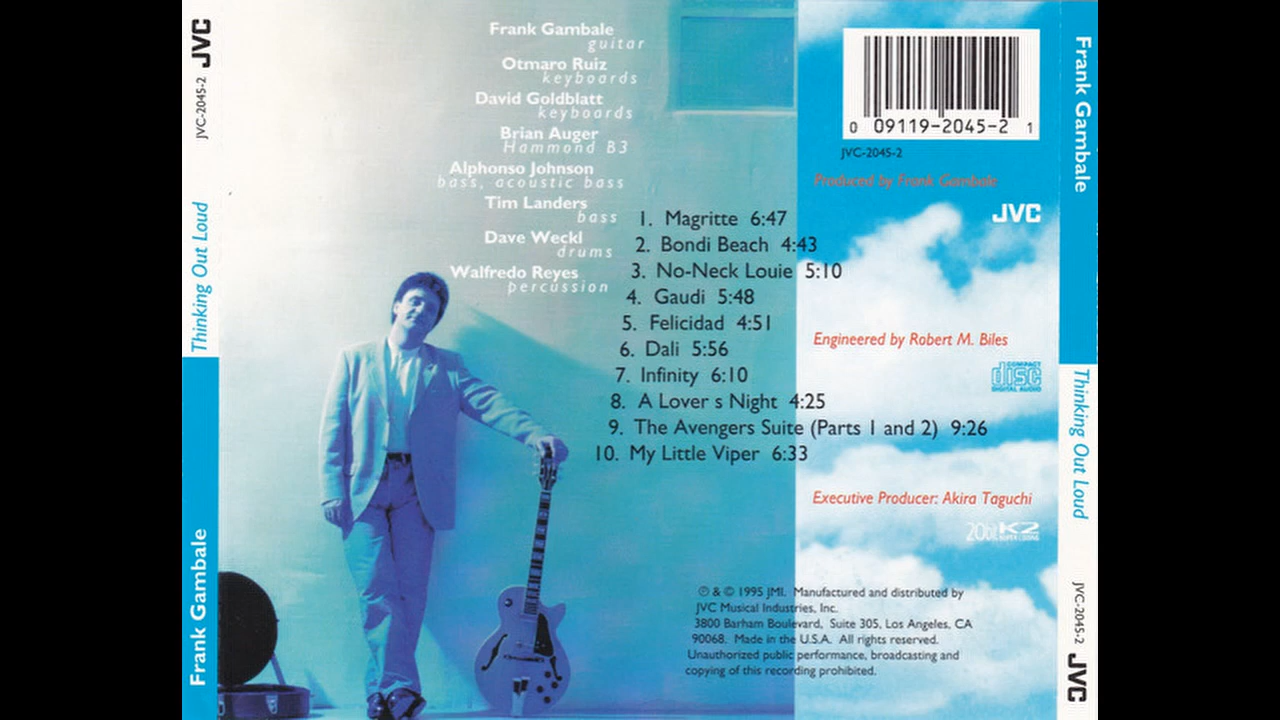 JVC
JVC-2045-2
Thinking Out Loud
Frank Gambale
Frank Gambale
guitar
Otmaro Ruiz
keyboards
David Goldblatt
keyboards
Brian Auger
Hammond B3
Alphonso Johnson
bass, acoustic bass
Tim Landers
bass
Dave Weckl
drums
Walfredo Reyes
percussion
1. Magritte 6:47
2. Bondi Beach 4:43
3. No-Neck Louie 5:10
4. Gaudi 5:48
5. Felicidad 4:51
6. Dali 5:56
7. Infinity 6:10
8. A Lover s Night 4:25
9. The Avengers Suite (Parts 1 and 2) 9:26
10. My Little Viper 6:33
0 09119-2045-2 1
JVC-2045-2
Produced by Frank Gambale
JVC
Engineered by Robert M. Biles
COMPACT
disc
DIGITAL AUDIO
Executive Producer: Akira Taguchi
20bit K2
SUPER CODING
℗ & © 1995 JMI. Manufactured and distributed by
JVC Musical Industries, Inc.
3800 Barham Boulevard, Suite 305, Los Angeles, CA
90068. Made in the U.S.A. All rights reserved.
Unauthorized public performance, broadcasting and
copying of this recording prohibited.
Frank Gambale
Thinking Out Loud
JVC-2045-2
JVC